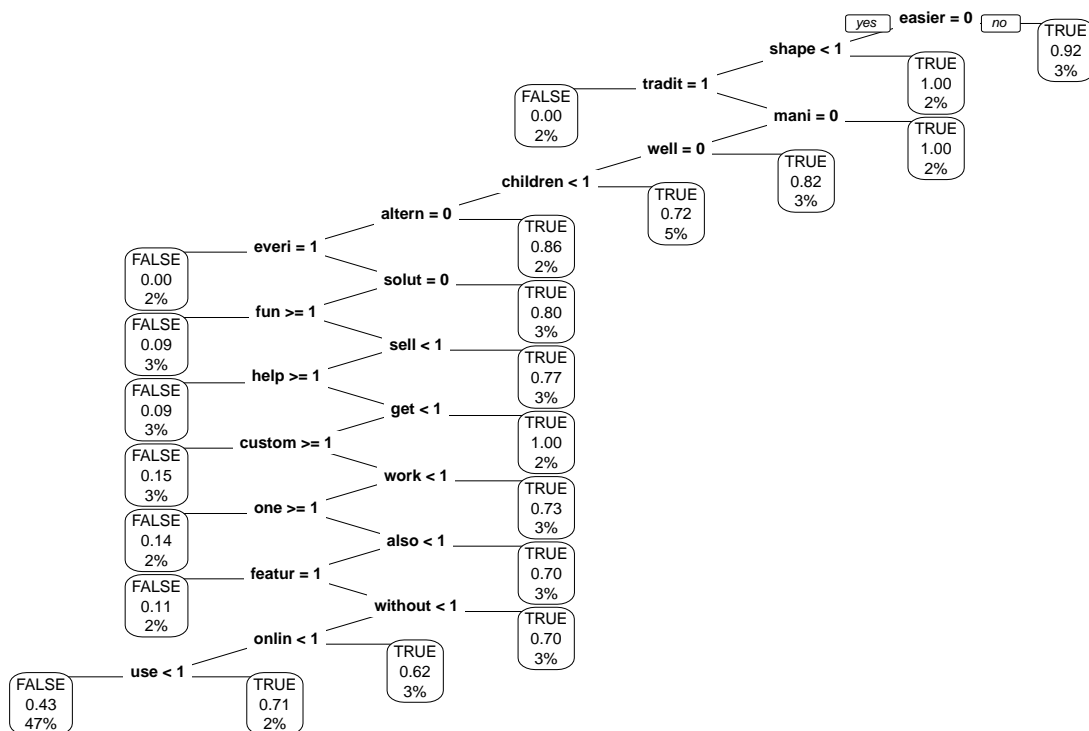 yes
easier = 0
no
TRUE
0.92
3%
shape < 1
TRUE
1.00
2%
tradit = 1
FALSE
0.00
2%
mani = 0
TRUE
1.00
2%
well = 0
TRUE
0.82
3%
children < 1
TRUE
0.72
5%
altern = 0
TRUE
0.86
2%
everi = 1
FALSE
0.00
2%
solut = 0
TRUE
0.80
3%
fun >= 1
FALSE
0.09
3%
sell < 1
TRUE
0.77
3%
help >= 1
FALSE
0.09
3%
get < 1
TRUE
1.00
2%
custom >= 1
FALSE
0.15
3%
work < 1
TRUE
0.73
3%
one >= 1
FALSE
0.14
2%
also < 1
TRUE
0.70
3%
featur = 1
FALSE
0.11
2%
without < 1
TRUE
0.70
3%
onlin < 1
TRUE
0.62
3%
use < 1
FALSE
0.43
47%
TRUE
0.71
2%